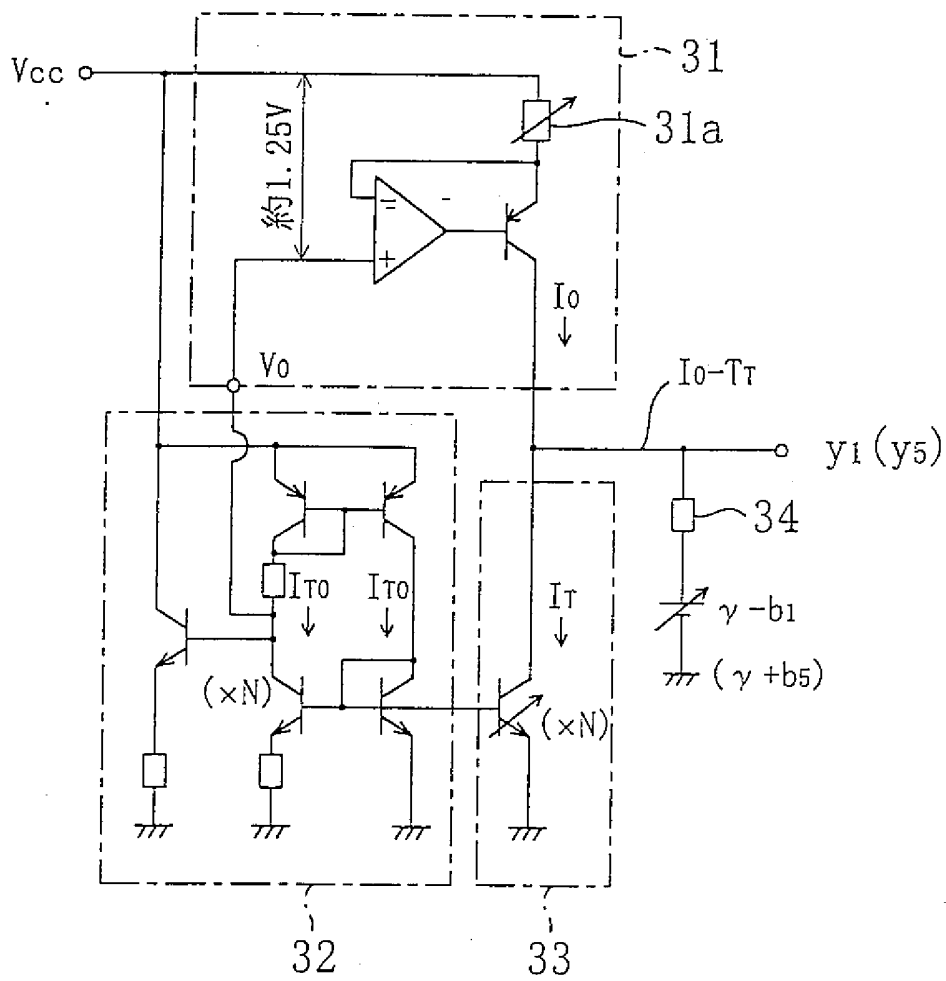 31
Vcc
31a
約1.25V
-
+
I0
V0
I0-TT
y1(y5)
34
IT0
IT0
IT
γ-b1
(γ+b5)
(×N)
(×N)
32
33